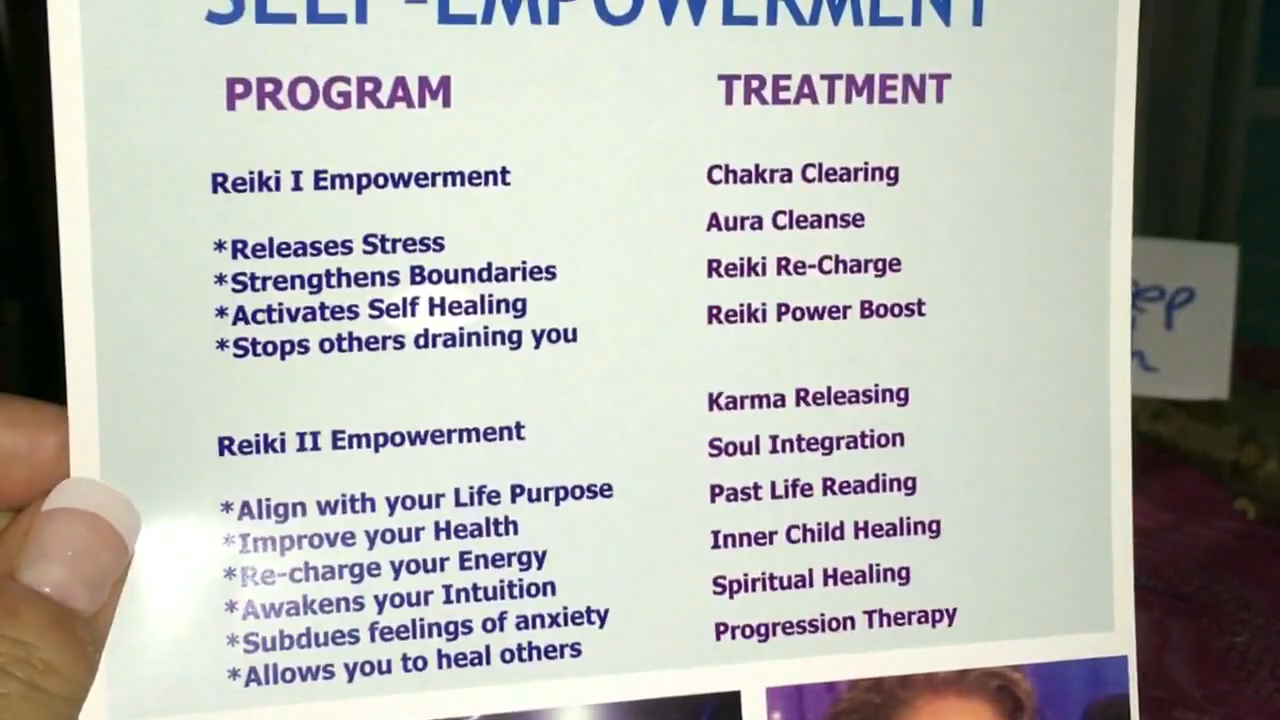 SELF-EMPOWERMENT
PROGRAM
Reiki I Empowerment
*Releases Stress
*Strengthens Boundaries
*Activates Self Healing
*Stops others draining you
Reiki II Empowerment
*Align with your Life Purpose
*Improve your Health
*Re-charge your Energy
*Awakens your Intuition
*Subdues feelings of anxiety
*Allows you to heal others
TREATMENT
Chakra Clearing
Aura Cleanse
Reiki Re-Charge
Reiki Power Boost
Karma Releasing
Soul Integration
Past Life Reading
Inner Child Healing
Spiritual Healing
Progression Therapy